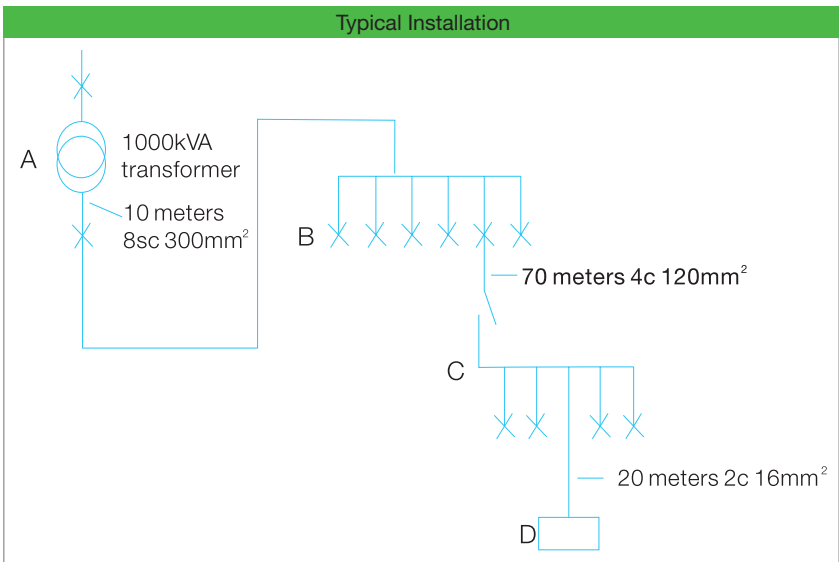 Typical Installation
A
1000kVA
transformer
10 meters
8sc 300mm²
B
70 meters 4c 120mm²
C
20 meters 2c 16mm²
D